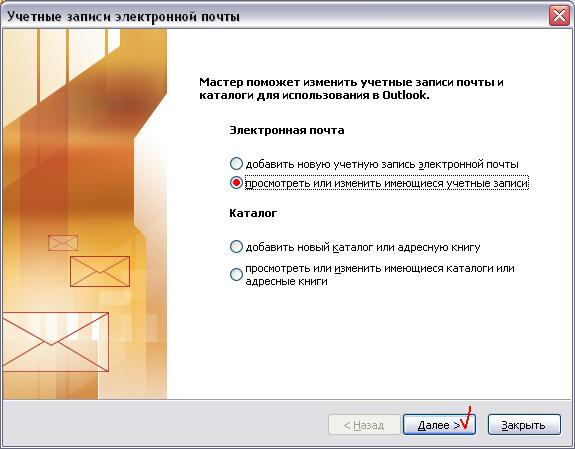 Учетные записи электронной почты
Мастер поможет изменить учетные записи почты и
каталоги для использования в Outlook.
Электронная почта
добавить новую учетную запись электронной почты
просмотреть или изменить имеющиеся учетные записи
Каталог
добавить новый каталог или адресную книгу
просмотреть или изменить имеющиеся каталоги или
адресные книги
< Назад
Далее >
Закрыть